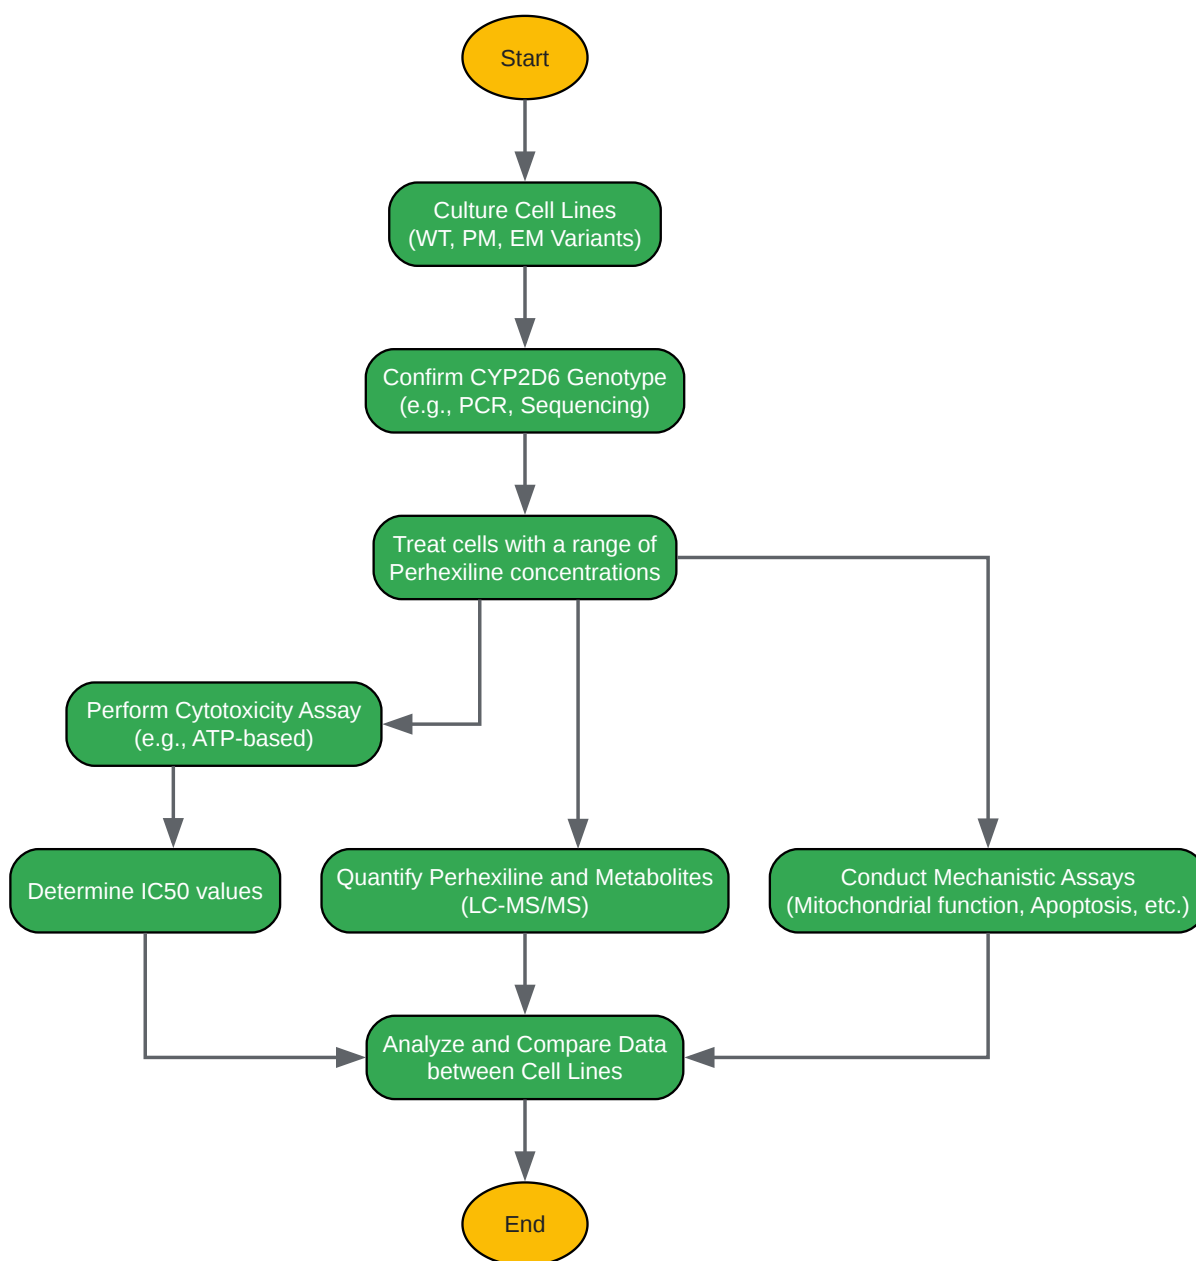 Start
Culture Cell Lines
(WT, PM, EM Variants)
Confirm CYP2D6 Genotype
(e.g., PCR, Sequencing)
Treat cells with a range of
Perhexiline concentrations
Perform Cytotoxicity Assay
(e.g., ATP-based)
Determine IC50 values
Quantify Perhexiline and Metabolites
(LC-MS/MS)
Conduct Mechanistic Assays
(Mitochondrial function, Apoptosis, etc.)
Analyze and Compare Data
between Cell Lines
End